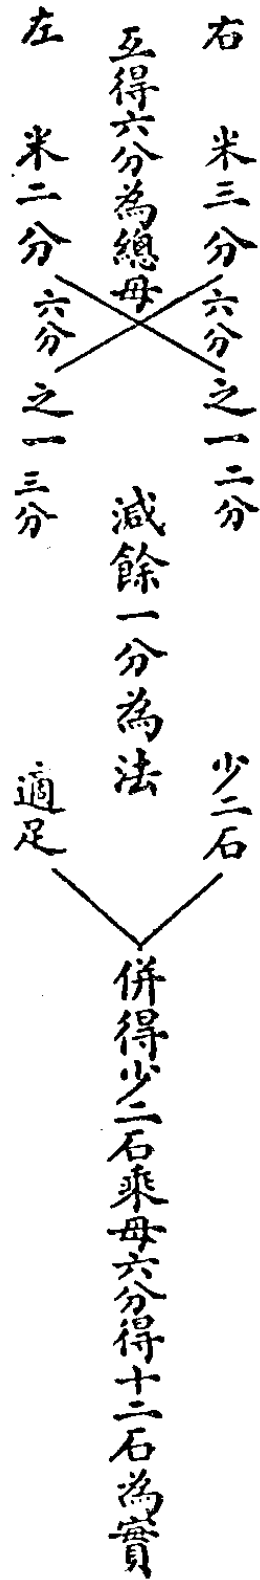 右 米三分六分之一二分 少二石
互得六分為總母 減餘一分為法 併得少二石乘母六分得十二石為實
左 米二分六分之一三分 適足